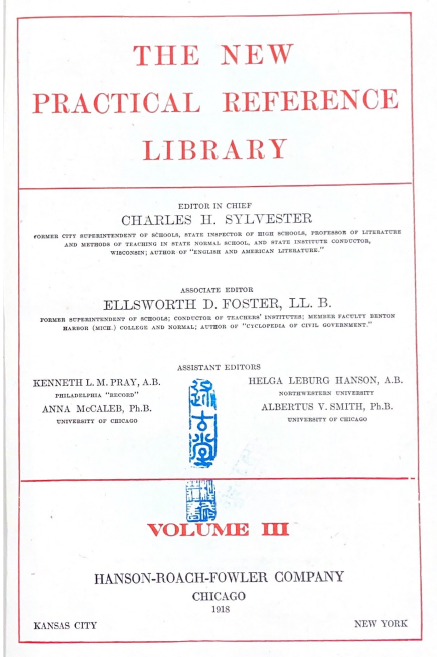 THE NEW
PRACTICAL REFERENCE
LIBRARY
EDITOR IN CHIEF
CHARLES H. SYLVESTER
FORMER CITY SUPERINTENDENT OF SCHOOLS, STATE INSPECTOR OF HIGH SCHOOLS, PROFESSOR OF LITERATURE
AND METHODS OF TEACHING IN STATE NORMAL SCHOOL, AND STATE INSTITUTE CONDUCTOR,
WISCONSIN; AUTHOR OF "ENGLISH AND AMERICAN LITERATURE."
ASSOCIATE EDITOR
ELLSWORTH D. FOSTER, LL. B.
FORMER SUPERINTENDENT OF SCHOOLS; CONDUCTOR OF TEACHERS' INSTITUTES; MEMBER FACULTY BENTON
HARBOR (MICH.) COLLEGE AND NORMAL; AUTHOR OF "CYCLOPEDIA OF CIVIL GOVERNMENT."
ASSISTANT EDITORS
KENNETH L. M. PRAY, A.B.
PHILADELPHIA "RECORD"
ANNA McCALEB, Ph.B.
UNIVERSITY OF CHICAGO
HELGA LEBURG HANSON, A.B.
NORTHWESTERN UNIVERSITY
ALBERTUS V. SMITH, Ph.B.
UNIVERSITY OF CHICAGO
古堂
VOLUME III
HANSON-ROACH-FOWLER COMPANY
CHICAGO
1918
KANSAS CITY
NEW YORK